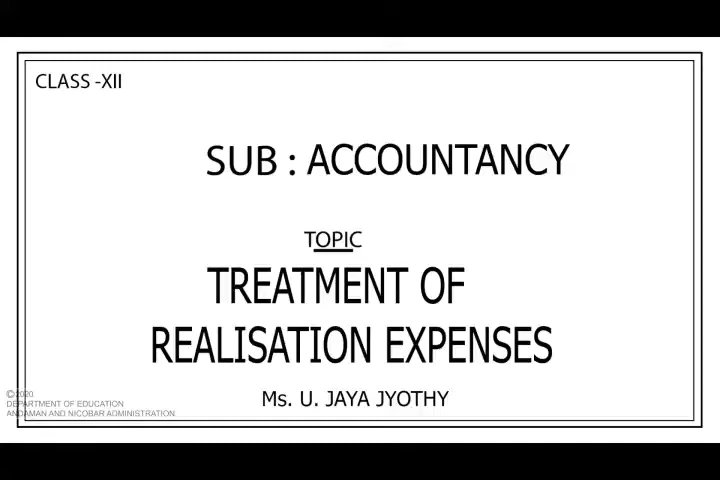 CLASS -XII
SUB : ACCOUNTANCY
TOPIC
TREATMENT OF
REALISATION EXPENSES
Ms. U. JAYA JYOTHY
©2020
DEPARTMENT OF EDUCATION
ANDAMAN AND NICOBAR ADMINISTRATION